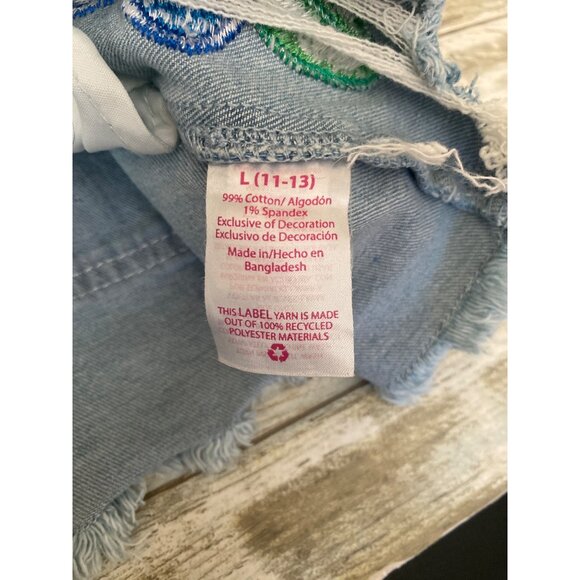 L (11-13)
99% Cotton/ Algodón
1% Spandex
Exclusive of Decoration
Exclusivo de Decoración
Made in/Hecho en
Bangladesh
THIS LABEL YARN IS MADE
OUT OF 100% RECYCLED
POLYESTER MATERIALS